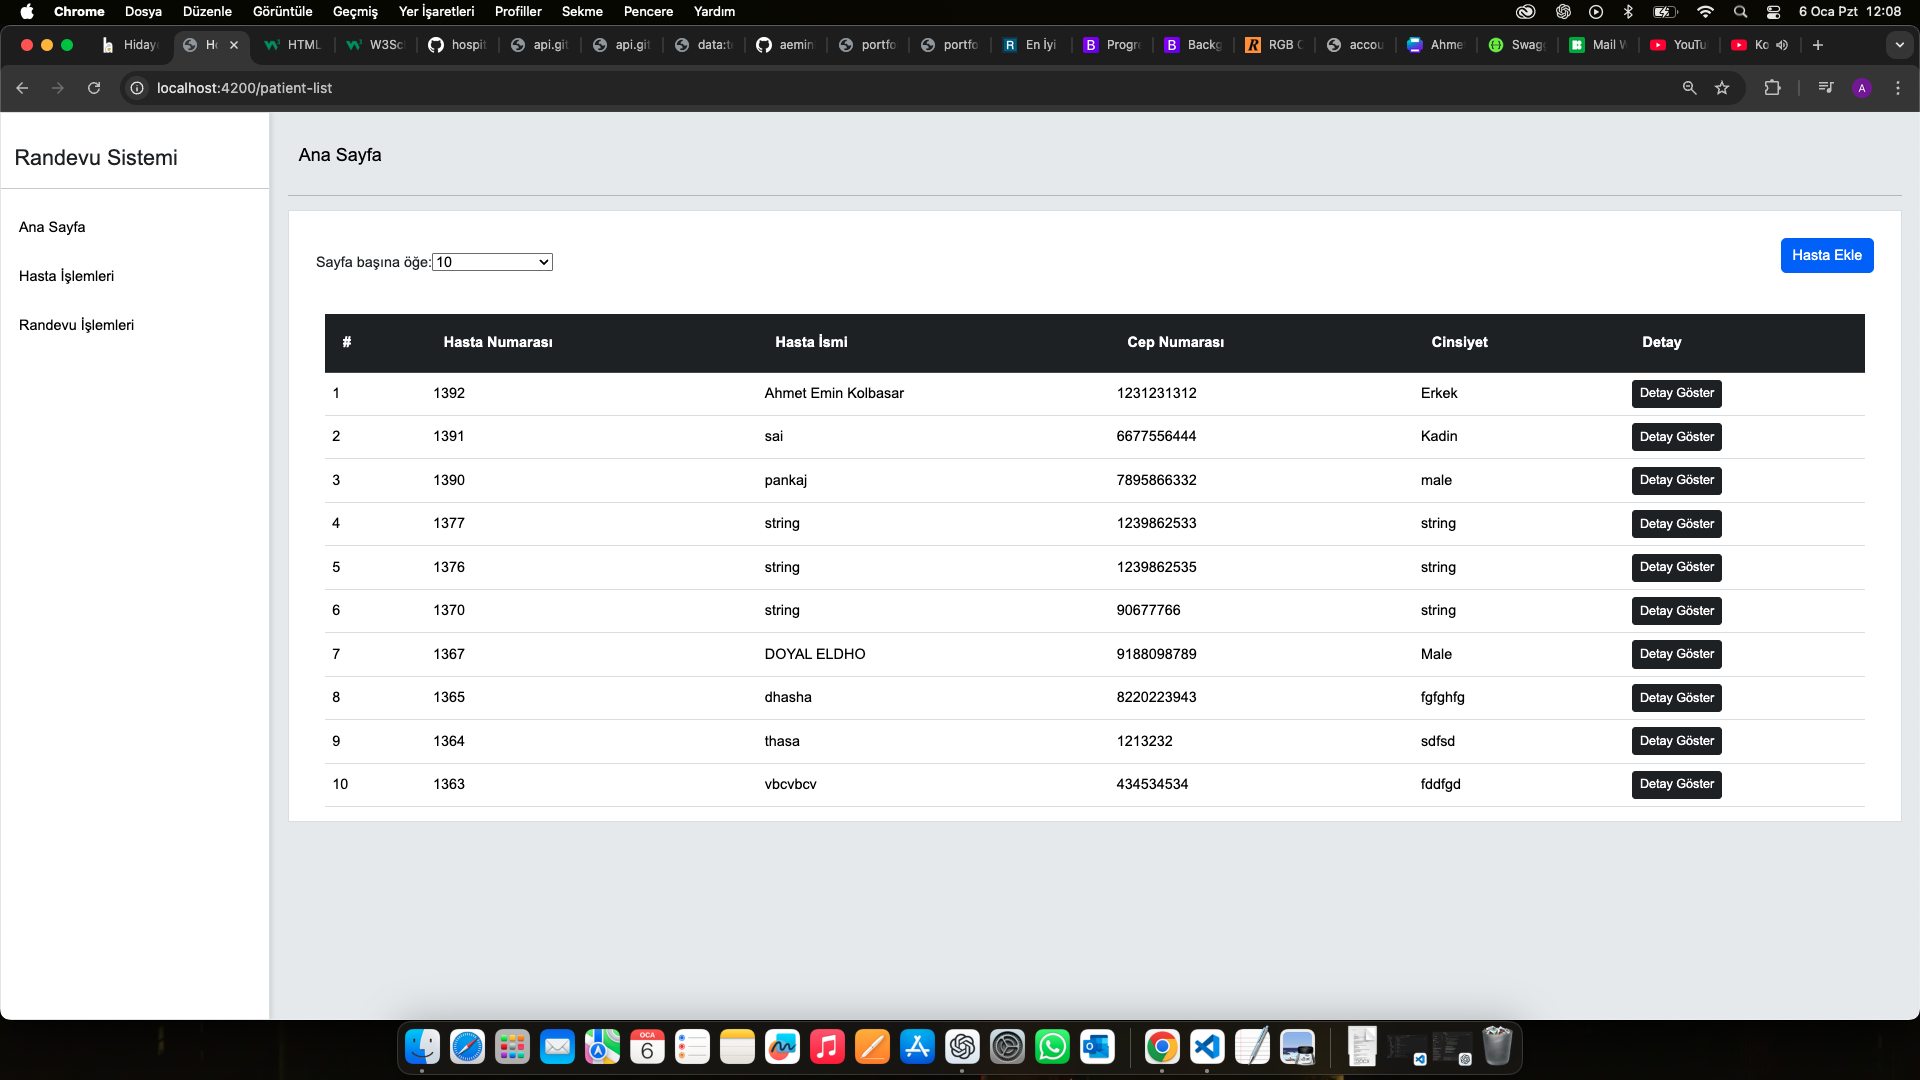 Chrome Dosya Düzenle Görüntüle Geçmiş Yer İşaretleri Profiller Sekme Pencere Yardım 6 Oca Pzt 12:08
Hidaye Ho HTML W3Sc hospit api.git api.git data:te aemin portfo portfo En İyi Progre Backg RGB C accou Ahme Swagg Mail W YouTu Ko
localhost:4200/patient-list A
Randevu Sistemi
Ana Sayfa
Hasta İşlemleri
Randevu İşlemleri
Ana Sayfa
Sayfa başına öğe: 10
Hasta Ekle
# Hasta Numarası Hasta İsmi Cep Numarası Cinsiyet Detay
1 1392 Ahmet Emin Kolbasar 1231231312 Erkek Detay Göster
2 1391 sai 6677556444 Kadin Detay Göster
3 1390 pankaj 7895866332 male Detay Göster
4 1377 string 1239862533 string Detay Göster
5 1376 string 1239862535 string Detay Göster
6 1370 string 90677766 string Detay Göster
7 1367 DOYAL ELDHO 9188098789 Male Detay Göster
8 1365 dhasha 8220223943 fgfghfg Detay Göster
9 1364 thasa 1213232 sdfsd Detay Göster
10 1363 vbcvbcv 434534534 fddfgd Detay Göster
OCA
6